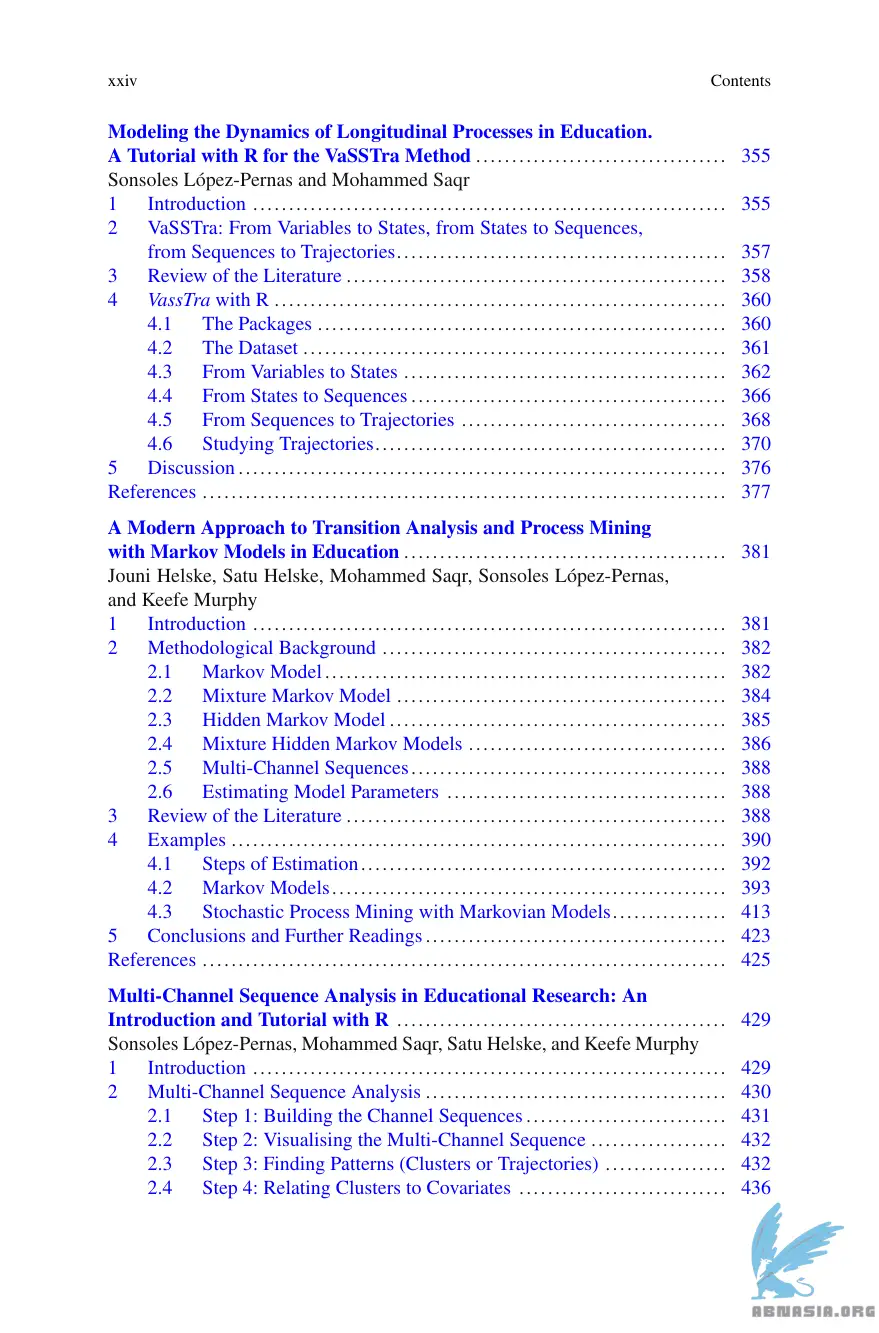 xxiv Contents
Modeling the Dynamics of Longitudinal Processes in Education.
A Tutorial with R for the VaSSTra Method ................................... 355
Sonsoles López-Pernas and Mohammed Saqr
1 Introduction .................................................................. 355
2 VaSSTra: From Variables to States, from States to Sequences,
from Sequences to Trajectories.............................................. 357
3 Review of the Literature ..................................................... 358
4 VassTra with R ............................................................... 360
4.1 The Packages ......................................................... 360
4.2 The Dataset ........................................................... 361
4.3 From Variables to States ............................................. 362
4.4 From States to Sequences ............................................ 366
4.5 From Sequences to Trajectories ..................................... 368
4.6 Studying Trajectories................................................. 370
5 Discussion .................................................................... 376
References ......................................................................... 377
A Modern Approach to Transition Analysis and Process Mining
with Markov Models in Education ............................................. 381
Jouni Helske, Satu Helske, Mohammed Saqr, Sonsoles López-Pernas,
and Keefe Murphy
1 Introduction .................................................................. 381
2 Methodological Background ................................................ 382
2.1 Markov Model ........................................................ 382
2.2 Mixture Markov Model .............................................. 384
2.3 Hidden Markov Model ............................................... 385
2.4 Mixture Hidden Markov Models .................................... 386
2.5 Multi-Channel Sequences............................................ 388
2.6 Estimating Model Parameters ....................................... 388
3 Review of the Literature ..................................................... 388
4 Examples ..................................................................... 390
4.1 Steps of Estimation................................................... 392
4.2 Markov Models....................................................... 393
4.3 Stochastic Process Mining with Markovian Models................ 413
5 Conclusions and Further Readings .......................................... 423
References ......................................................................... 425
Multi-Channel Sequence Analysis in Educational Research: An
Introduction and Tutorial with R .............................................. 429
Sonsoles López-Pernas, Mohammed Saqr, Satu Helske, and Keefe Murphy
1 Introduction .................................................................. 429
2 Multi-Channel Sequence Analysis .......................................... 430
2.1 Step 1: Building the Channel Sequences ............................ 431
2.2 Step 2: Visualising the Multi-Channel Sequence ................... 432
2.3 Step 3: Finding Patterns (Clusters or Trajectories) ................. 432
2.4 Step 4: Relating Clusters to Covariates ............................. 436
ABNASIA.ORG